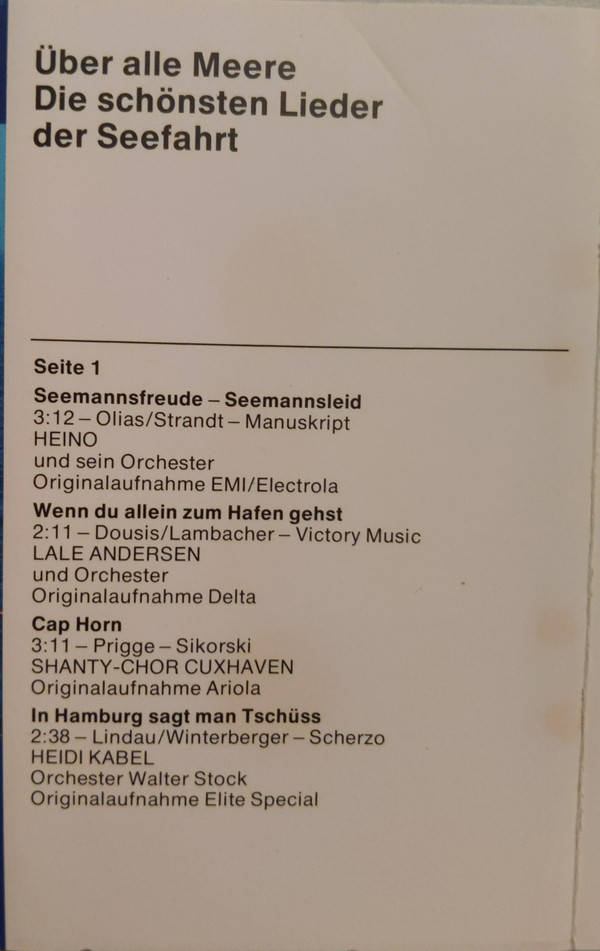 Über alle Meere
Die schönsten Lieder
der Seefahrt
Seite 1
Seemannsfreude – Seemannsleid
3:12 – Olias/Strandt – Manuskript
HEINO
und sein Orchester
Originalaufnahme EMI/Electrola
Wenn du allein zum Hafen gehst
2:11 – Dousis/Lambacher – Victory Music
LALE ANDERSEN
und Orchester
Originalaufnahme Delta
Cap Horn
3:11 – Prigge – Sikorski
SHANTY-CHOR CUXHAVEN
Originalaufnahme Ariola
In Hamburg sagt man Tschüss
2:38 – Lindau/Winterberger – Scherzo
HEIDI KABEL
Orchester Walter Stock
Originalaufnahme Elite Special